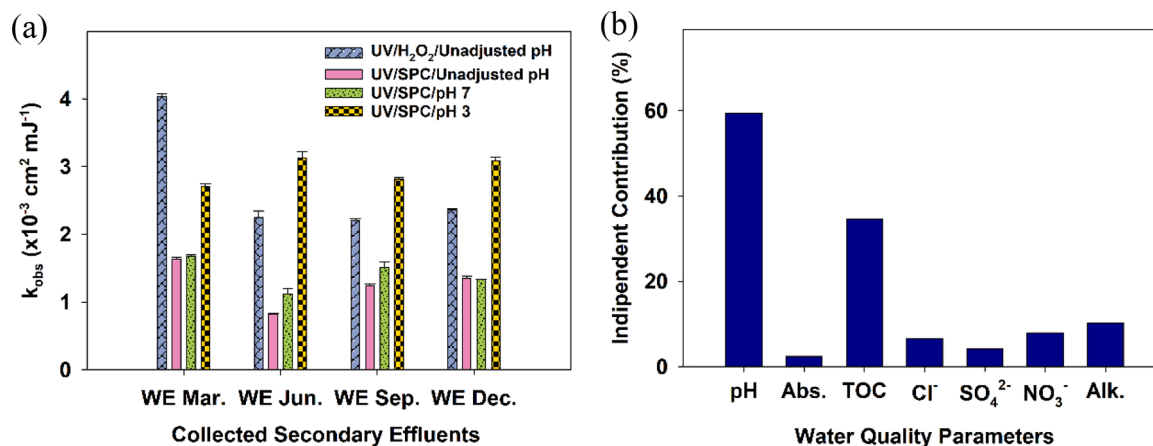 (a)
UV/H₂O₂/Unadjusted pH
UV/SPC/Unadjusted pH
UV/SPC/pH 7
UV/SPC/pH 3
k_obs (x10⁻³ cm² mJ⁻¹)
4
3
2
1
0
WE Mar. WE Jun. WE Sep. WE Dec.
Collected Secondary Effluents
(b)
Indipendent Contribution (%)
60
40
20
0
pH Abs. TOC Cl⁻ SO₄²⁻ NO₃⁻ Alk.
Water Quality Parameters